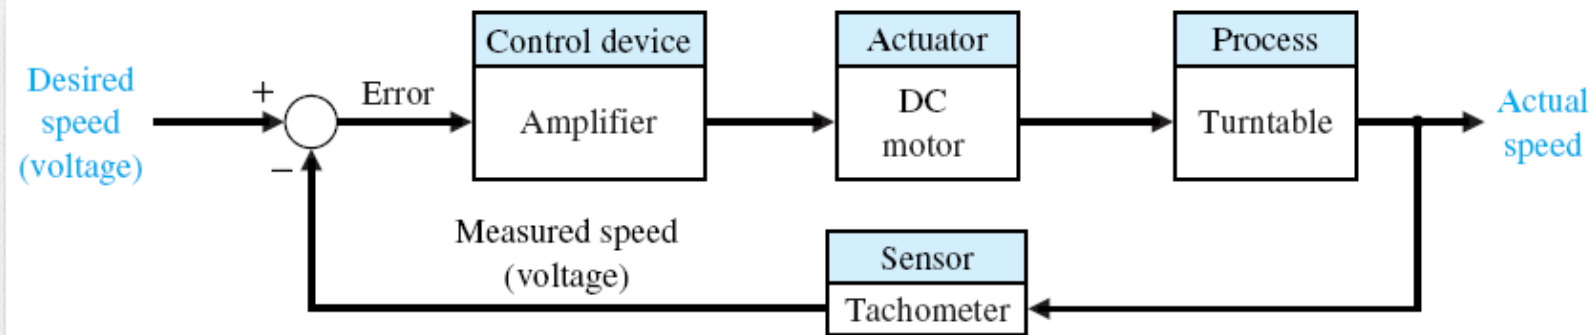 Desired
speed
(voltage)
+
−
Error
Control device
Amplifier
Actuator
DC
motor
Process
Turntable
Actual
speed
Measured speed
(voltage)
Sensor
Tachometer